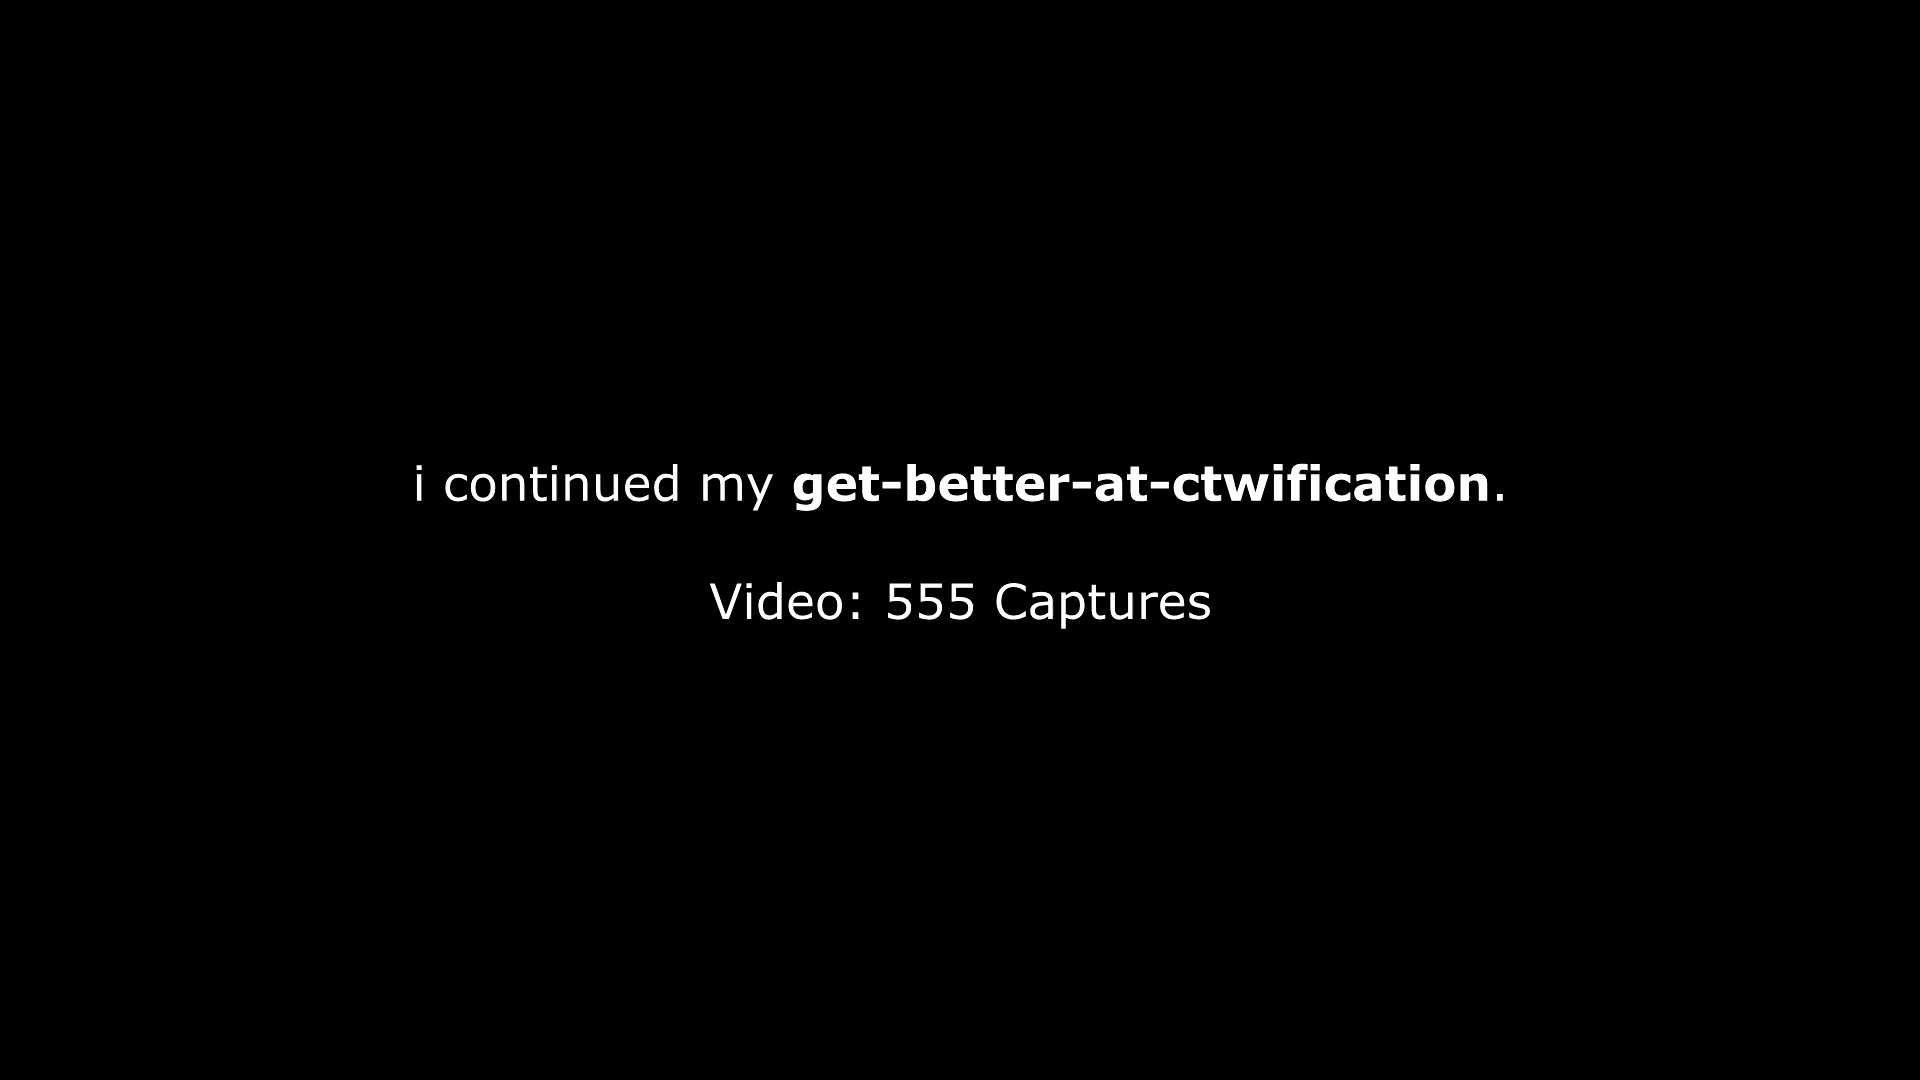 i continued my get-better-at-ctwification.
Video: 555 Captures